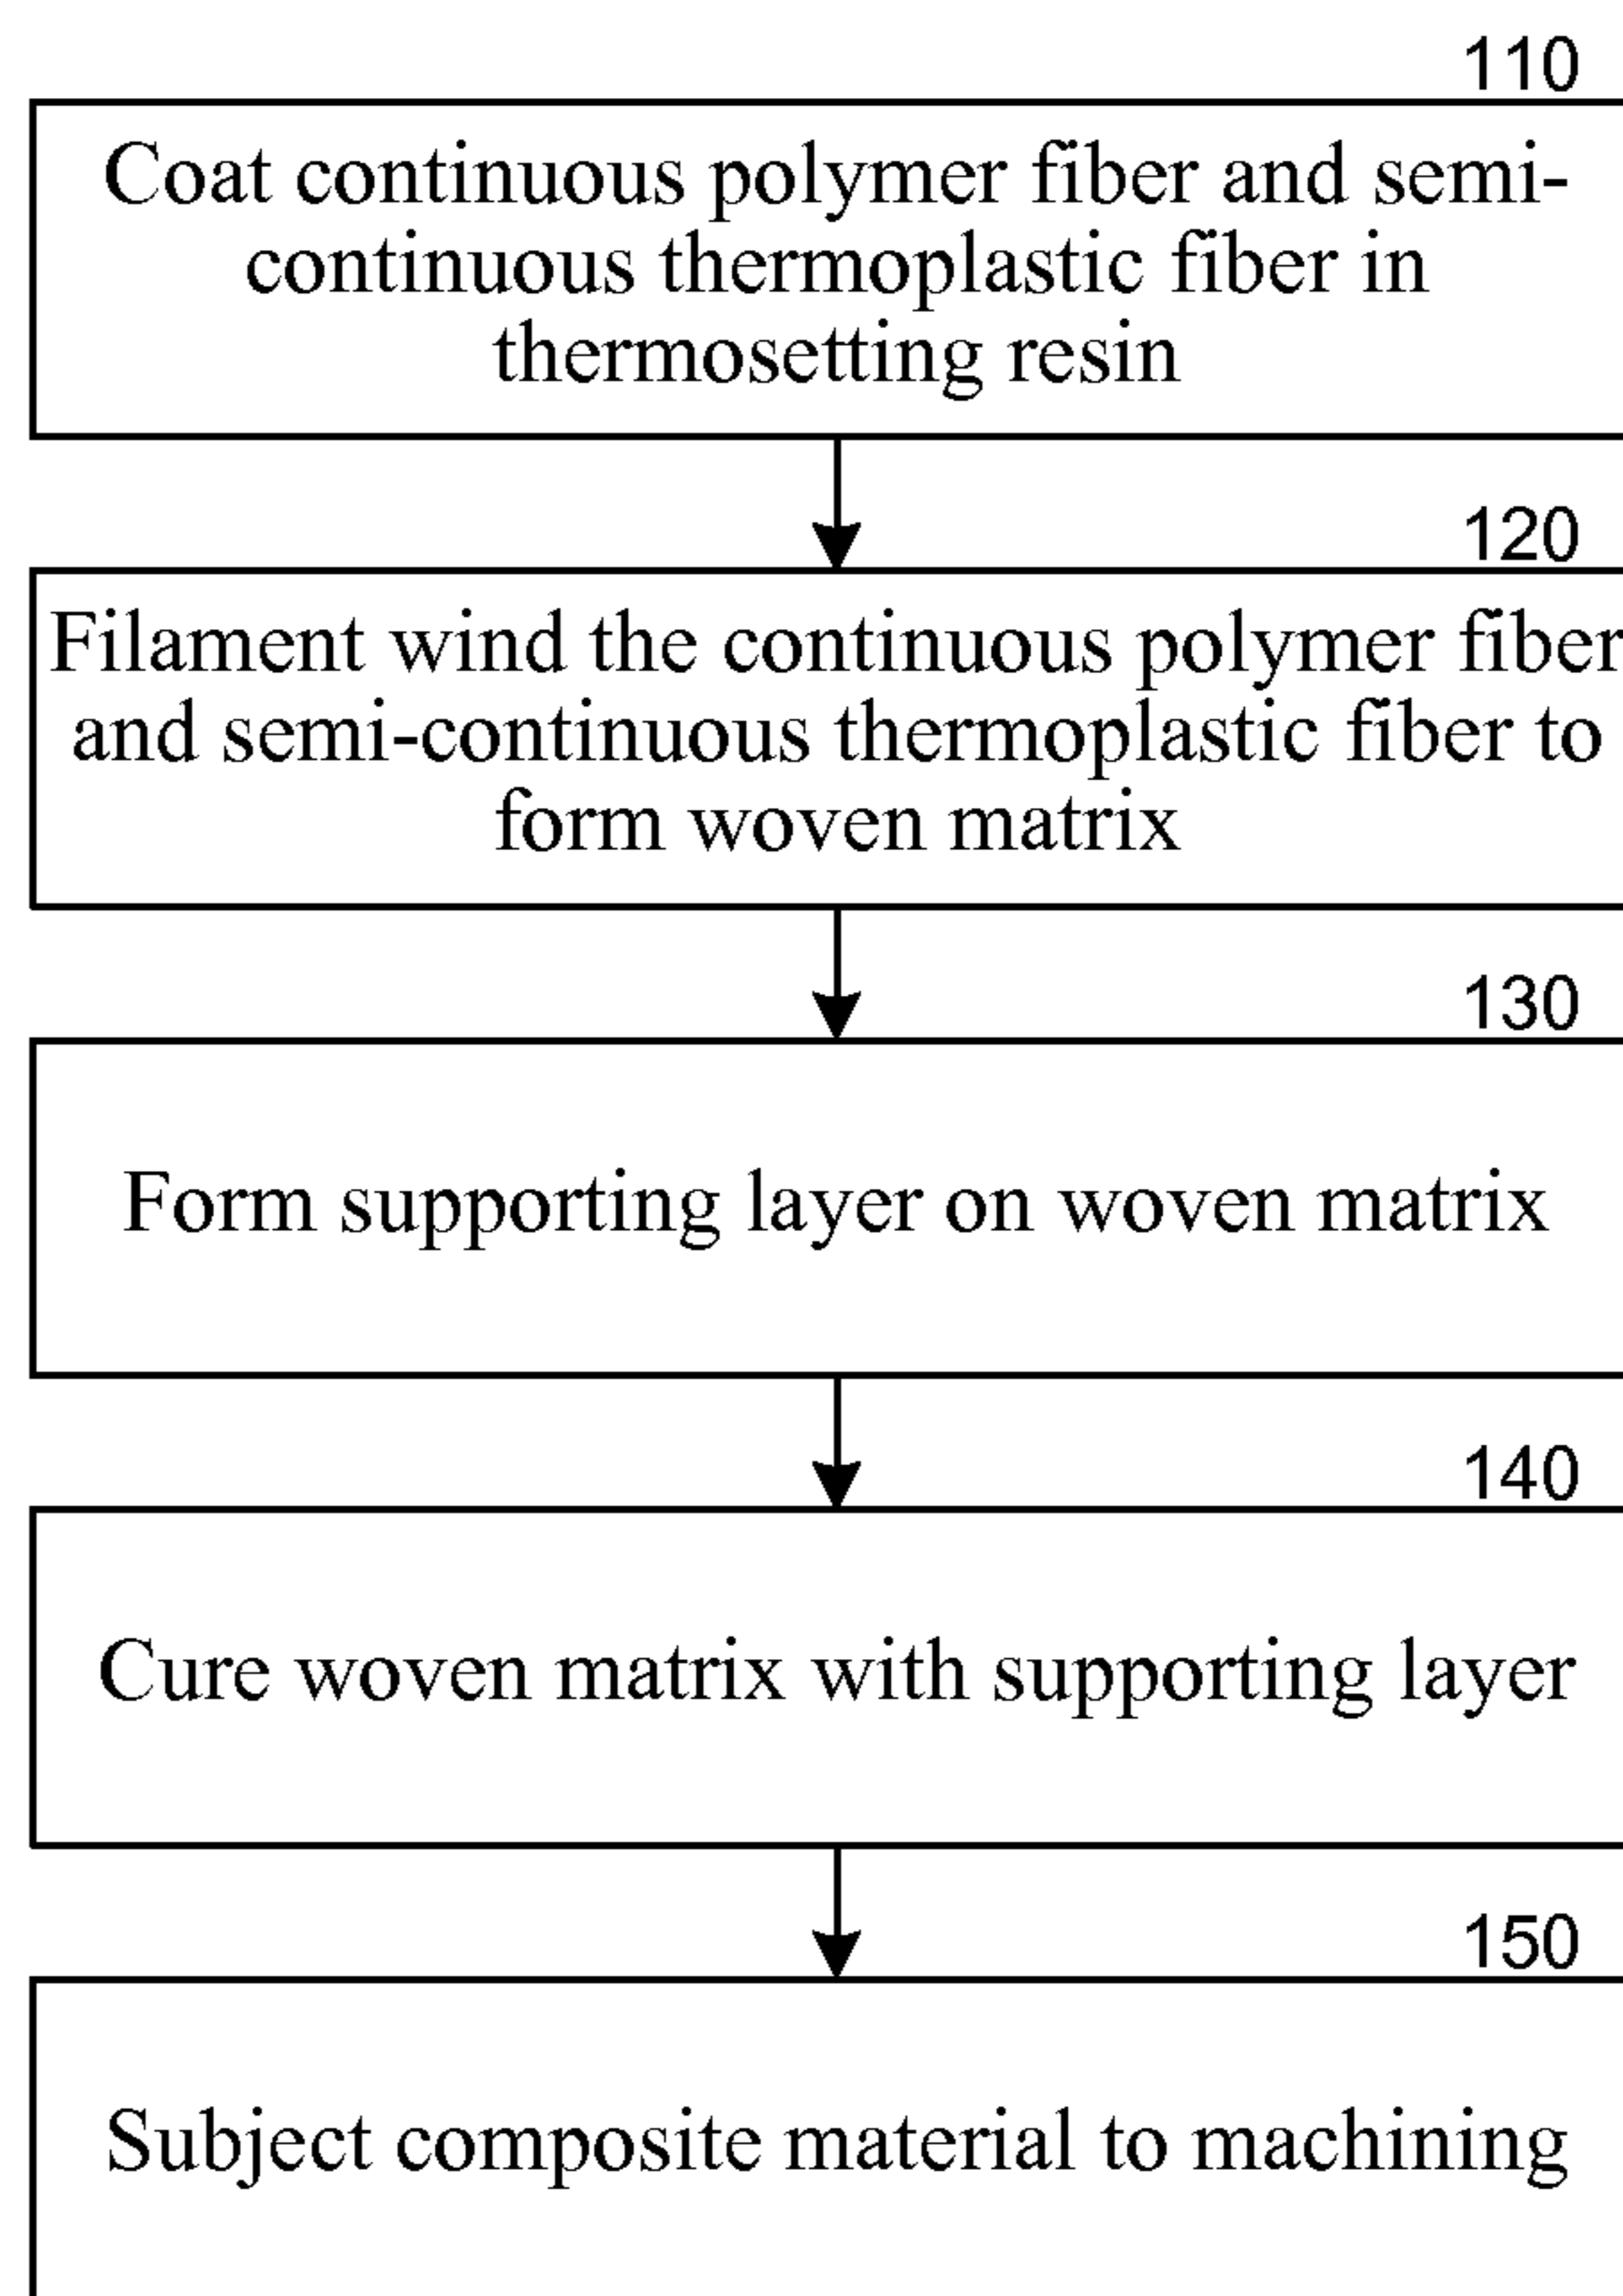 110
Coat continuous polymer fiber and semi-
continuous thermoplastic fiber in
thermosetting resin
120
Filament wind the continuous polymer fiber
and semi-continuous thermoplastic fiber to
form woven matrix
130
Form supporting layer on woven matrix
140
Cure woven matrix with supporting layer
150
Subject composite material to machining